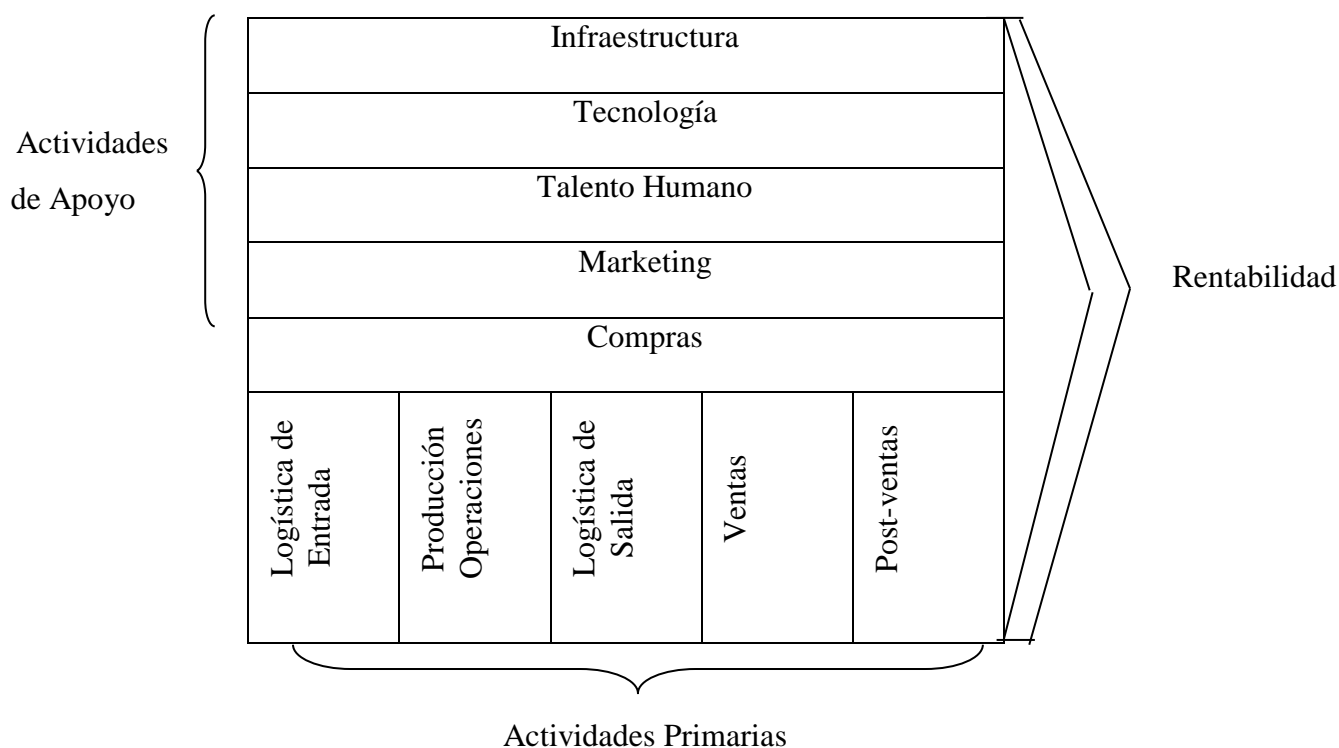 Infraestructura
Tecnología
Actividades
de Apoyo
Talento Humano
Marketing
Rentabilidad
Compras
Logística de
Entrada
Producción
Operaciones
Logística de
Salida
Ventas
Post-ventas
Actividades Primarias